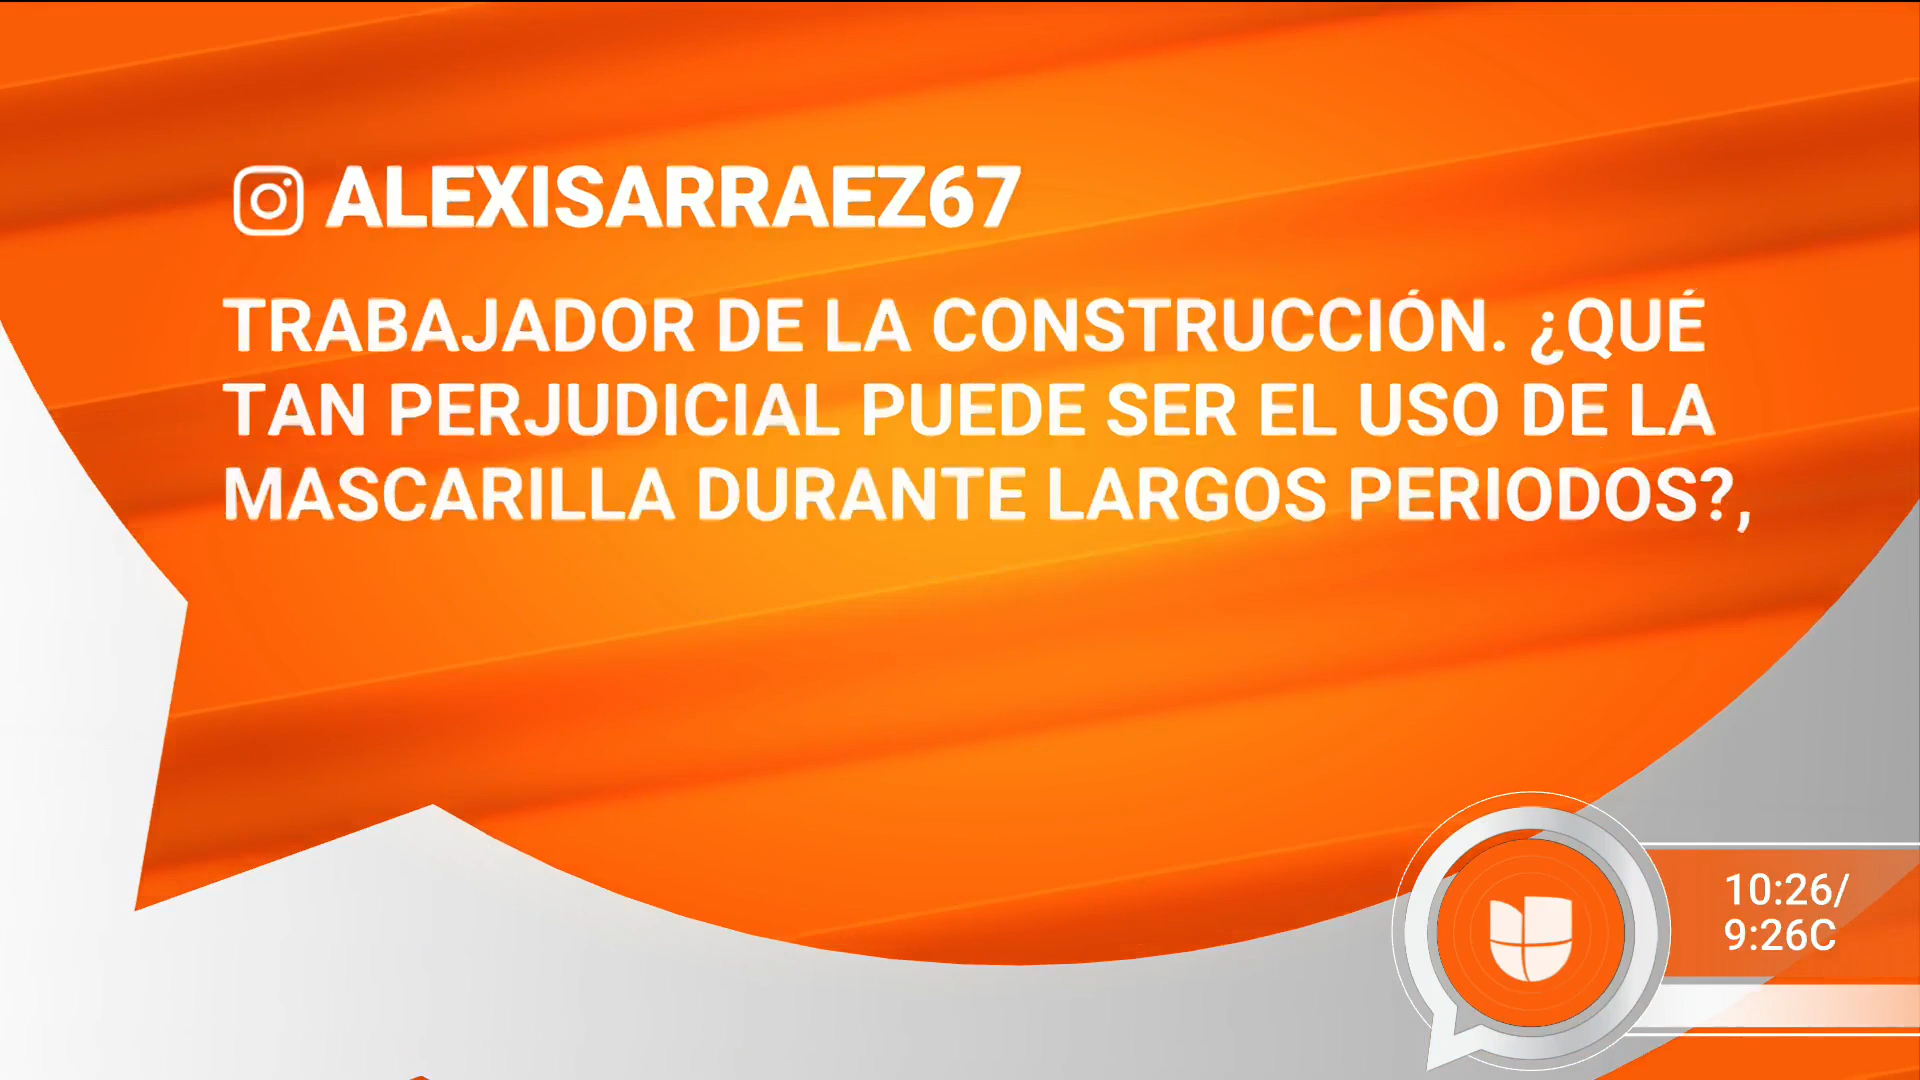 ALEXISARRAEZ67
TRABAJADOR DE LA CONSTRUCCIÓN. ¿QUÉ
TAN PERJUDICIAL PUEDE SER EL USO DE LA
MASCARILLA DURANTE LARGOS PERIODOS?,
10:26/
9:26C